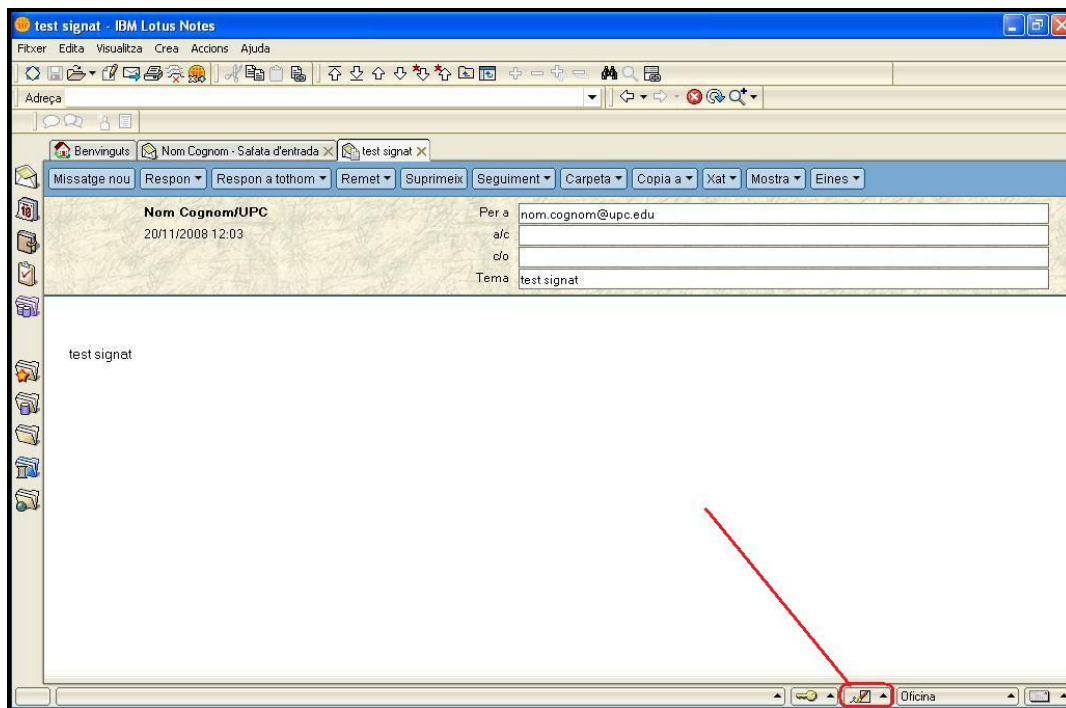 test signat - IBM Lotus Notes
Fitxer Edita Visualitza Crea Accions Ajuda
Adreça
Benvinguts Nom Cognom - Safata d'entrada test signat
Missatge nou Respon Respon a tothom Remet Suprimeix Seguiment Carpeta Copia a Xat Mostra Eines
Nom Cognom/UPC Per a nom.cognom@upc.edu
20/11/2008 12:03 a/c
c/o
Tema test signat
test signat
Oficina